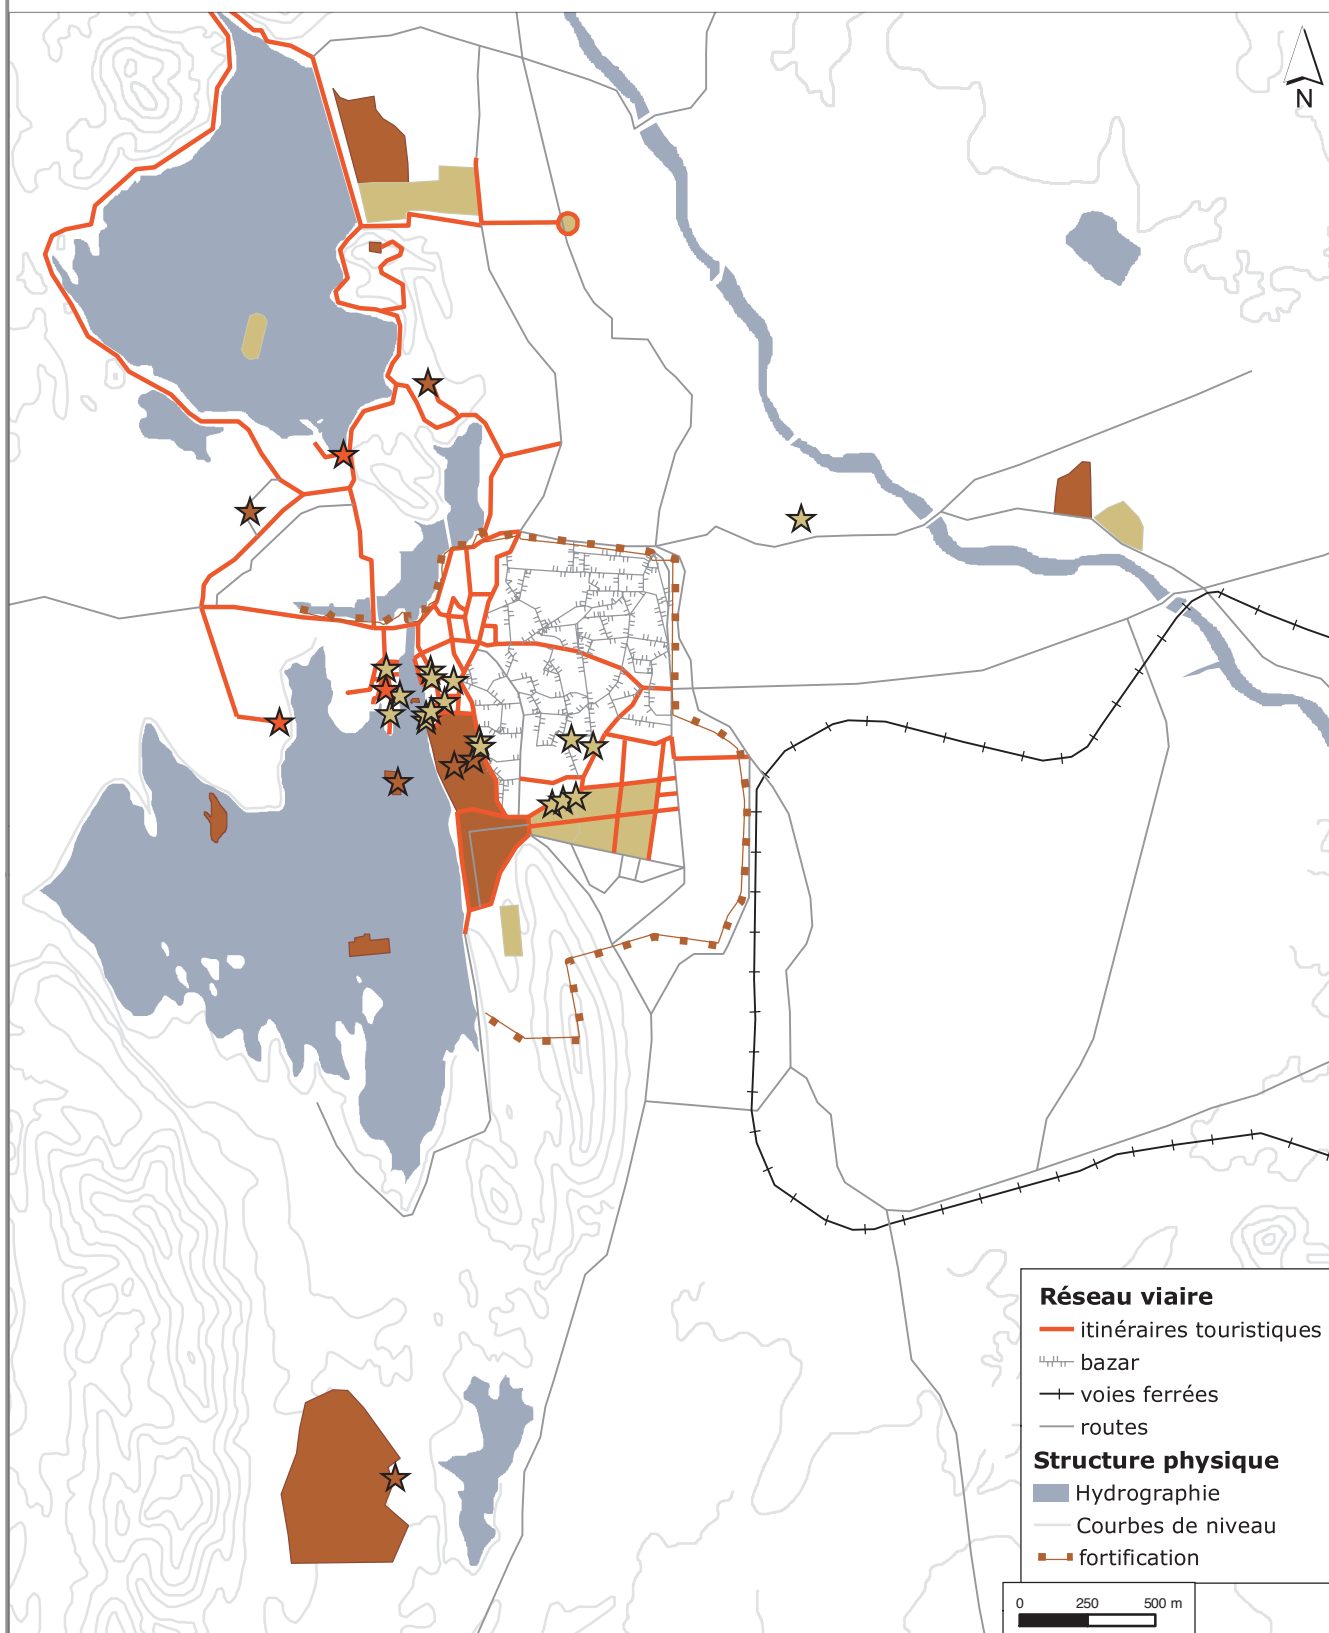 N
Réseau viaire
itinéraires touristiques
bazar
voies ferrées
routes
Structure physique
Hydrographie
Courbes de niveau
fortification
0 250 500 m